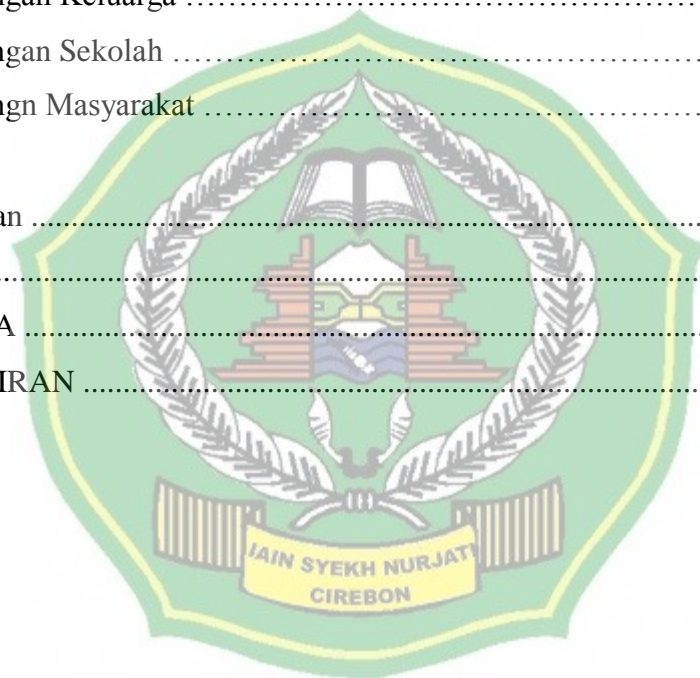 ngan Keluarga ……………………………………………
ngan Sekolah ……………………………………………
ngn Masyarakat …………………………………………
an ................................................................
................................................................
A ................................................................
IRAN ................................................................
IAIN SYEKH NURJATI
CIREBON